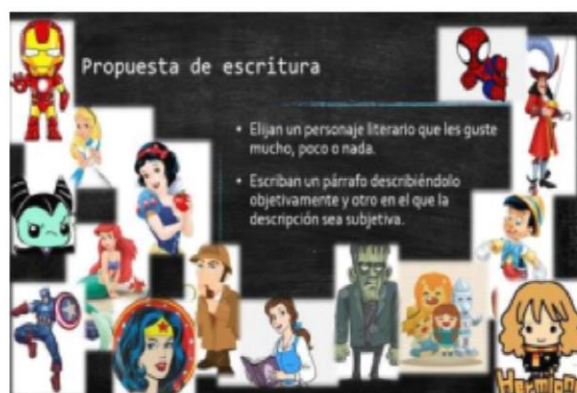 Propuesta de escritura
• Elijan un personaje literario que les guste
mucho, poco o nada.
• Escriban un párrafo describiéndolo
objetivamente y otro en el que la
descripción sea subjetiva.
Hermion